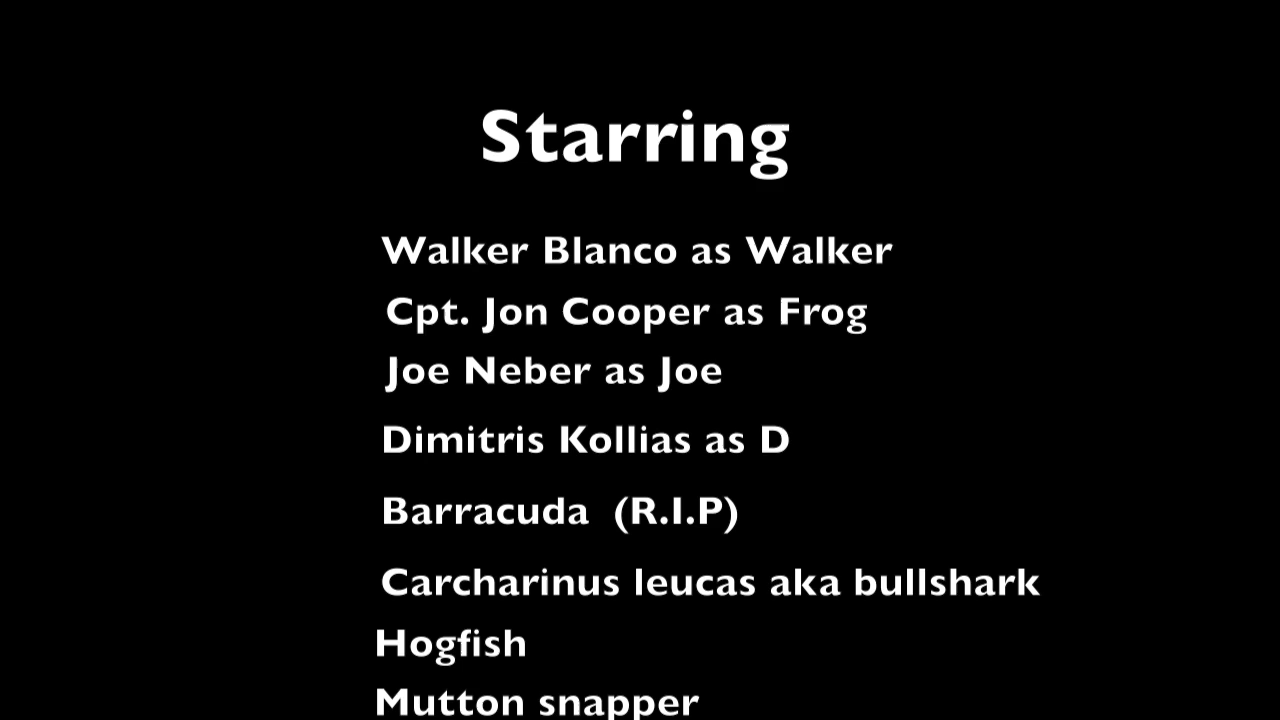 Starring
Walker Blanco as Walker
Cpt. Jon Cooper as Frog
Joe Neber as Joe
Dimitris Kollias as D
Barracuda (R.I.P)
Carcharinus leucas aka bullshark
Hogfish
Mutton snapper